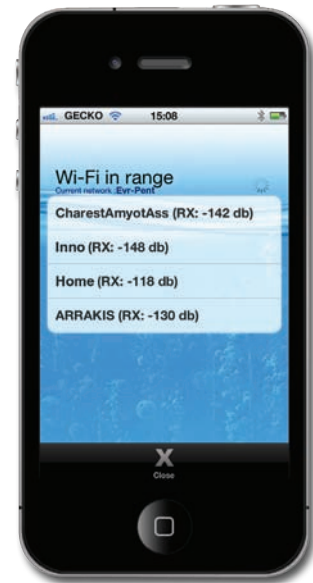 GECKO 15:08
Wi-Fi in range
Current network: Evr-Pent
CharestAmyotAss (RX: -142 db)
Inno (RX: -148 db)
Home (RX: -118 db)
ARRAKIS (RX: -130 db)
X
Close